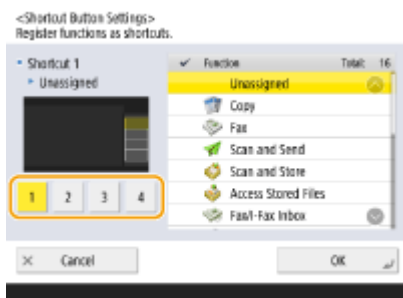 <Shortcut Button Settings>
Register functions as shortcuts.
Shortcut 1
Unassigned
1 2 3 4
✓ Function Total: 16
Unassigned
Copy
Fax
Scan and Send
Scan and Store
Access Stored Files
Fax/I-Fax Inbox
× Cancel
OK